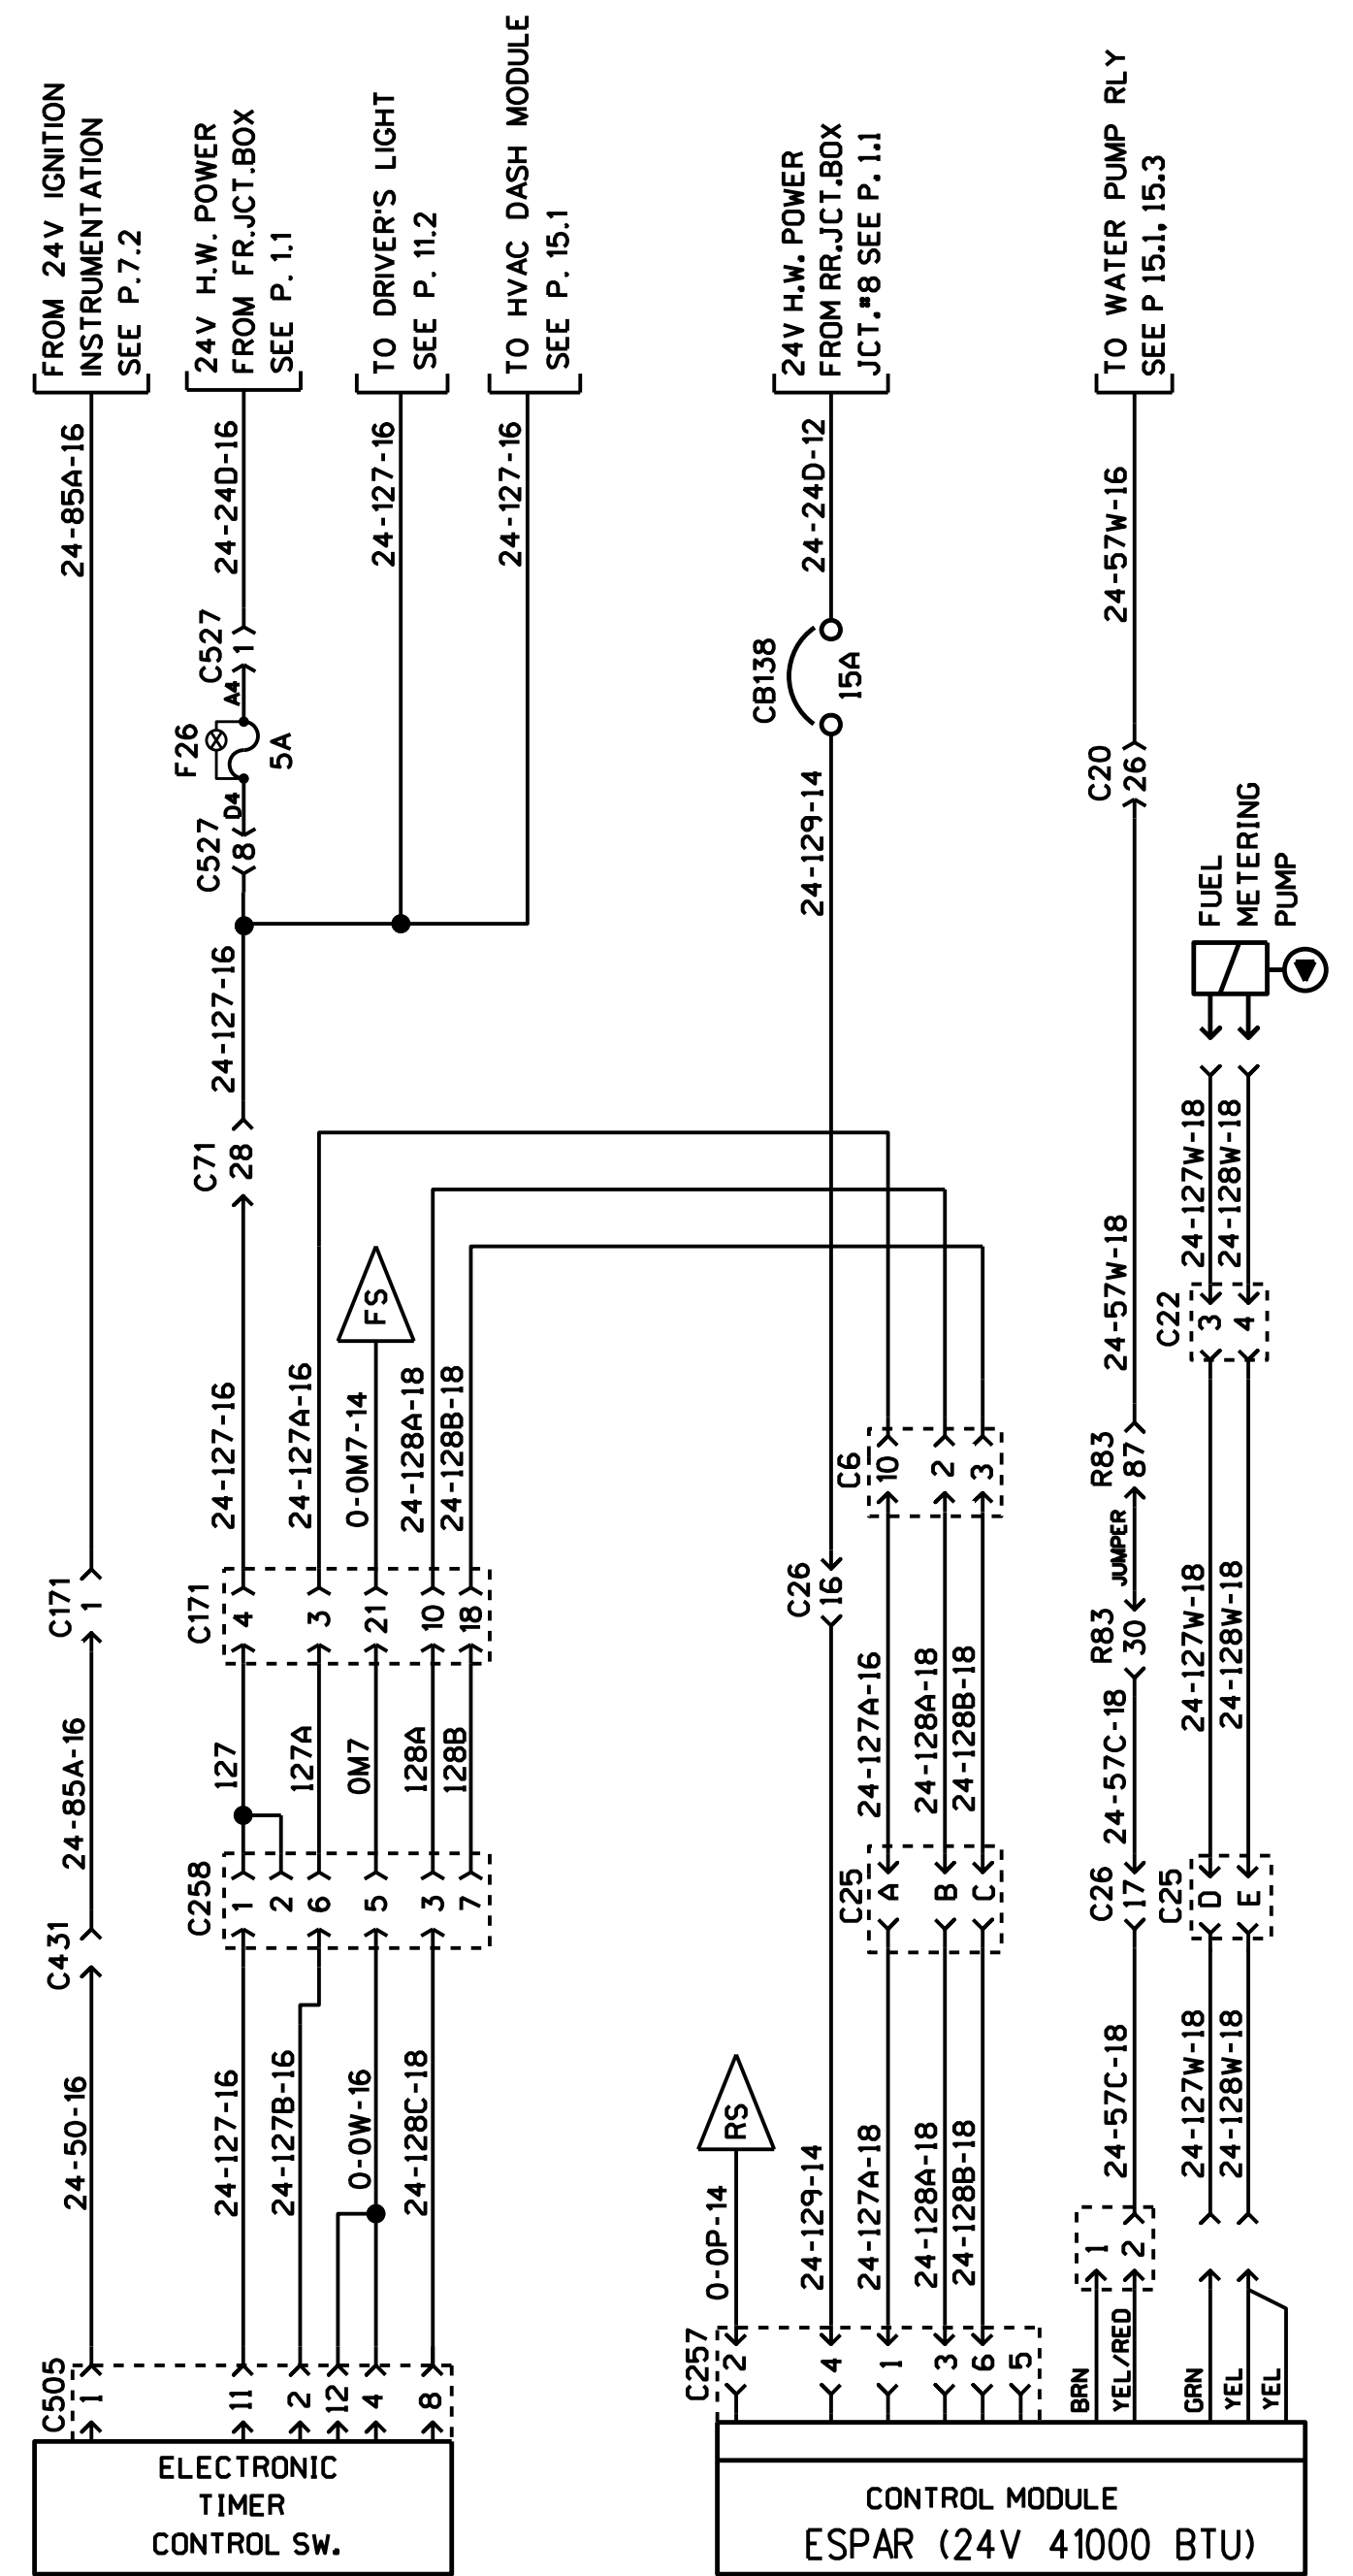 FROM 24V IGNITION
INSTRUMENTATION
SEE P.7.2
24V H.W. POWER
FROM FR.JCT.BOX
SEE P. 1.1
TO DRIVER'S LIGHT
SEE P. 11.2
TO HVAC DASH MODULE
SEE P. 15.1
24V H.W. POWER
FROM RR.JCT.BOX
JCT.#8 SEE P. 1.1
TO WATER PUMP RLY
SEE P 15.1, 15.3
24-85A-16
24-24D-16
24-127-16
24-127-16
24-24D-12
24-57W-16
C527
1
A4
F26
5A
D4
C527
8
CB138
15A
C20
26
24-129-14
FUEL
METERING
PUMP
24-127-16
C71
28
24-127W-18
24-128W-18
24-57W-18
C22
3
4
FS
24-127-16
24-127A-16
0-0M7-14
24-128A-18
24-128B-18
C6
10
2
3
R83
87
JUMPER
R83
30
C171
1
C171
4
3
21
10
18
C26
16
24-127W-18
24-128W-18
24-85A-16
127
127A
0M7
128A
128B
24-127A-16
24-128A-18
24-128B-18
24-57C-18
C431
C258
1
2
6
5
3
7
C25
A
B
C
C26
17
C25
D
E
24-50-16
24-127-16
24-127B-16
0-0W-16
24-128C-18
RS
0-0P-14
24-129-14
24-127A-18
24-128A-18
24-128B-18
24-57C-18
24-127W-18
24-128W-18
1
2
C505
1
11
2
12
4
8
C257
2
4
1
3
6
5
BRN
YEL/RED
GRN
YEL
YEL
ELECTRONIC
TIMER
CONTROL SW.
CONTROL MODULE
ESPAR (24V 41000 BTU)